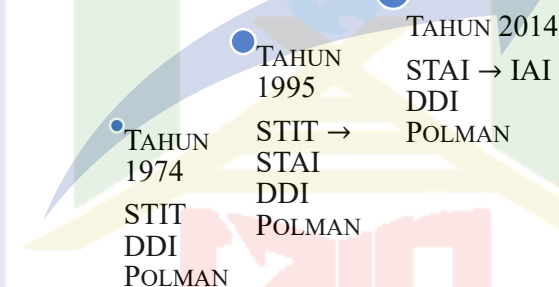 TAHUN
1974
STIT
DDI
POLMAN
TAHUN
1995
STIT →
STAI
DDI
POLMAN
TAHUN 2014
STAI → IAI
DDI
POLMAN